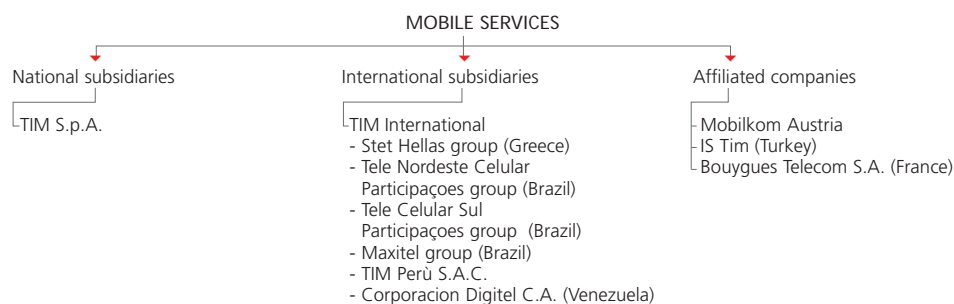 MOBILE SERVICES
National subsidiaries
TIM S.p.A.
International subsidiaries
TIM International
- Stet Hellas group (Greece)
- Tele Nordeste Celular
Participaçoes group (Brazil)
- Tele Celular Sul
Participaçoes group (Brazil)
- Maxitel group (Brazil)
- TIM Perù S.A.C.
- Corporacion Digitel C.A. (Venezuela)
Affiliated companies
- Mobilkom Austria
- IS Tim (Turkey)
- Bouygues Telecom S.A. (France)